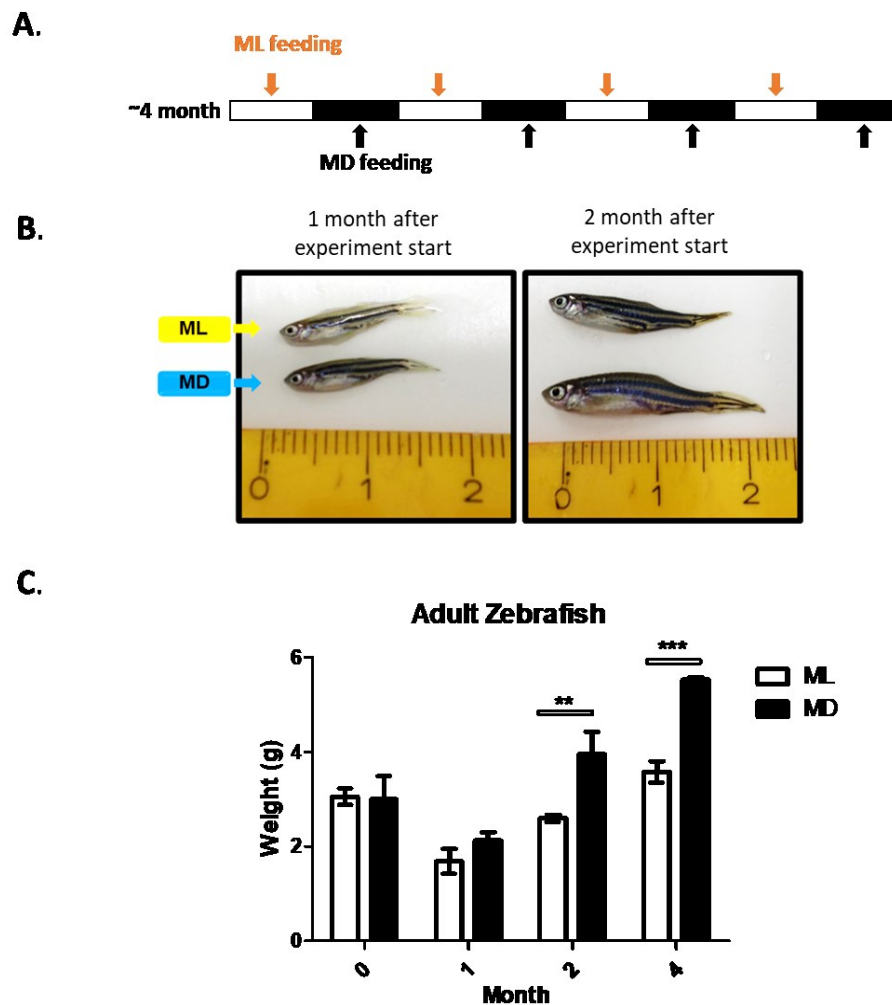 A.
ML feeding
~4 month
MD feeding
B.
1 month after
experiment start
2 month after
experiment start
ML
MD
0 1 2
0 1 2
C.
Adult Zebrafish
6
4
2
0
Weight (g)
** 
***
ML
MD
0 1 2 4
Month